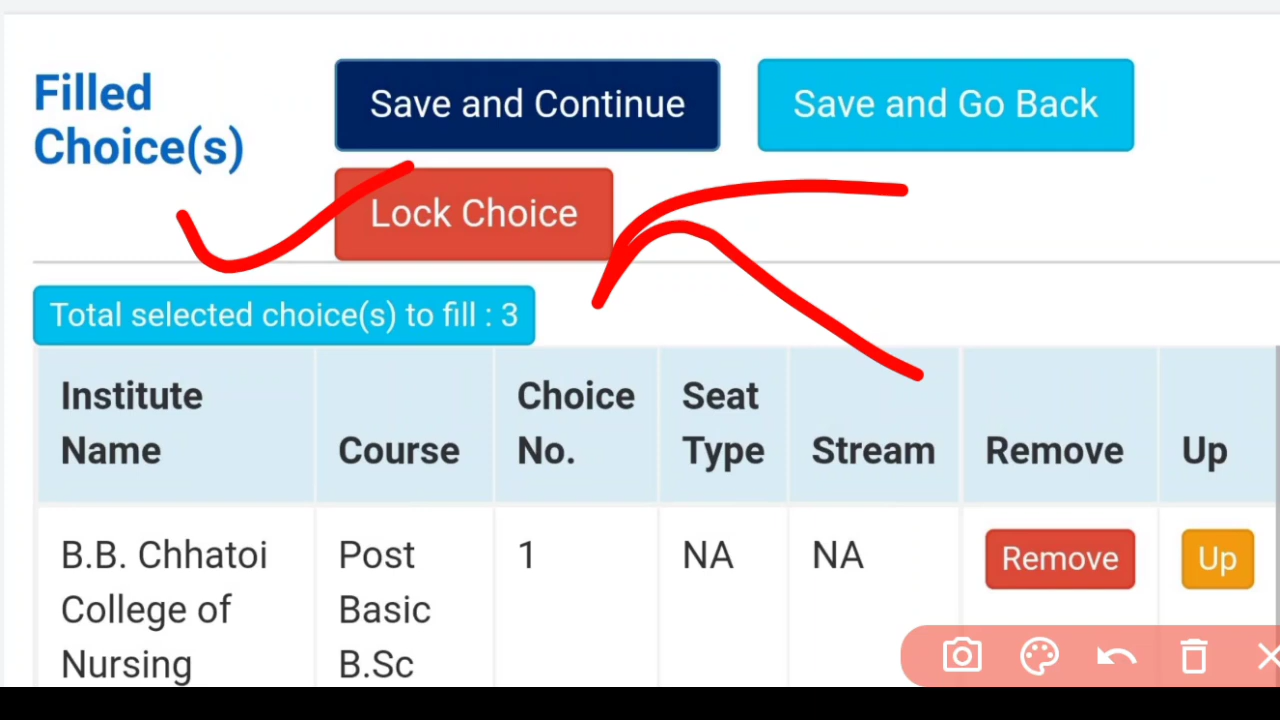 Filled
Choice(s)
Save and Continue
Save and Go Back
Lock Choice
Total selected choice(s) to fill : 3
Institute
Name
Course
Choice
No.
Seat
Type
Stream
Remove
Up
B.B. Chhatoi
College of
Nursing
Post
Basic
B.Sc
1
NA
NA
Remove
Up